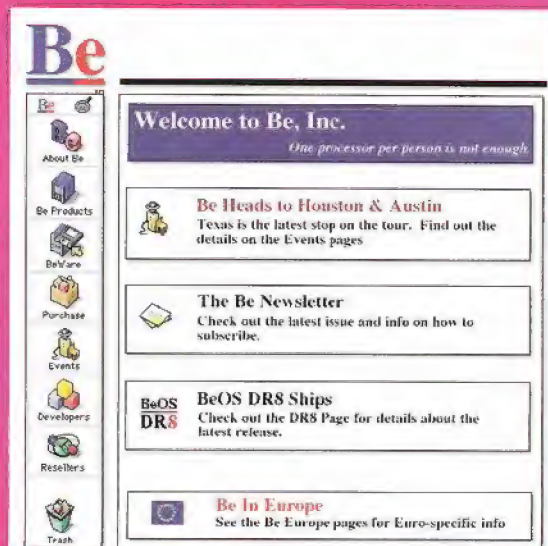 Be
Be
About Be
Be Products
BeWare
Purchase
Events
Developers
Resellers
Trash
Welcome to Be, Inc.
One processor per person is not enough.
Be Heads to Houston & Austin
Texas is the latest stop on the tour. Find out the
details on the Events pages
The Be Newsletter
Check out the latest issue and info on how to
subscribe.
BeOS
DR8
BeOS DR8 Ships
Check out the DR8 Page for details about the
latest release.
Be In Europe
See the Be Europe pages for Euro-specific info